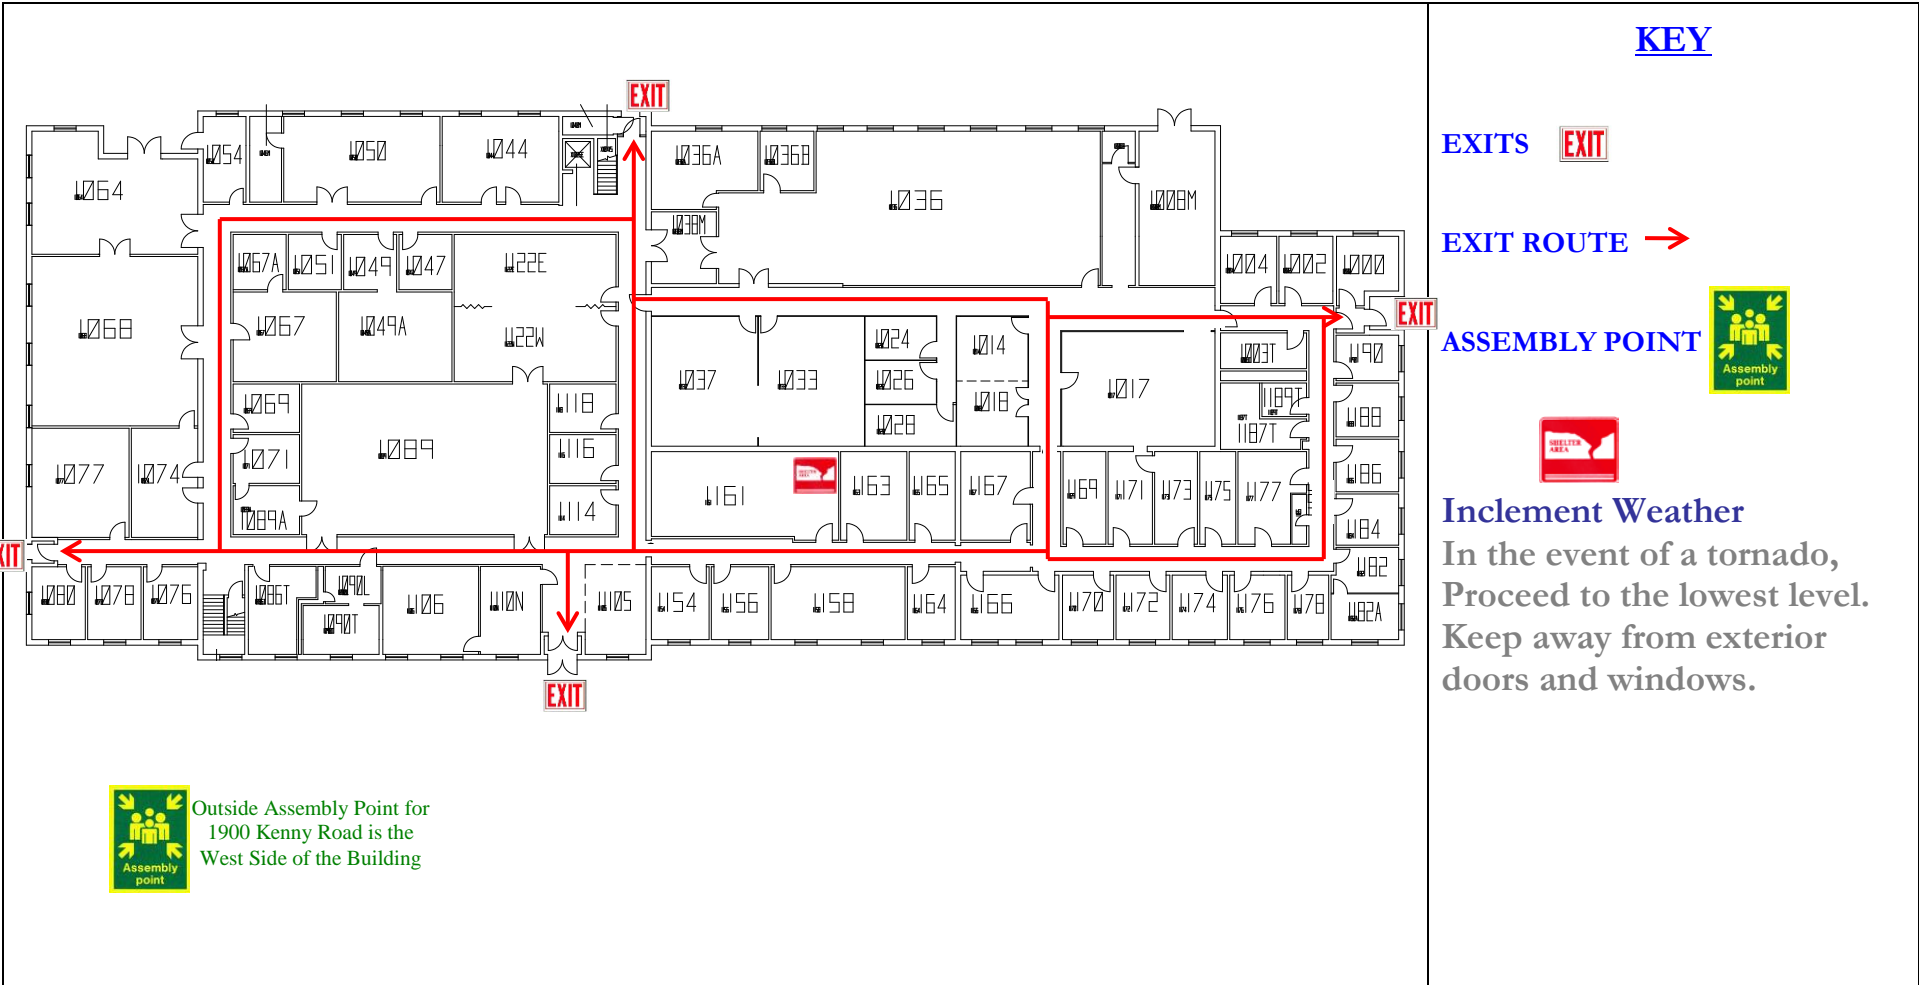 KEY
EXITS EXIT
EXIT ROUTE
ASSEMBLY POINT
Assembly
point
SHELTER
AREA
Inclement Weather
In the event of a tornado,
Proceed to the lowest level.
Keep away from exterior
doors and windows.
EXIT
1054
1050
1044
1036A
1036B
1064
1036
1008M
1038M
1067A
1051
1049
1047
1122E
1004
1002
1000
1068
1067
1049A
1122W
1024
1014
EXIT
1003T
1190
1037
1033
1026
1017
1069
1118
1028
1018
1189T
1188
1187T
1089
1116
1071
1077
1074
SHELTER
AREA
1161
1163
1165
1167
1169
1171
1173
1175
1177
1186
1089A
1114
1184
EXIT
1182
1080
1078
1076
1086T
1090L
1106
1110N
1105
1154
1156
1158
1164
1166
1170
1172
1174
1176
1178
1182A
1090T
EXIT
Outside Assembly Point for
1900 Kenny Road is the
West Side of the Building
Assembly
point